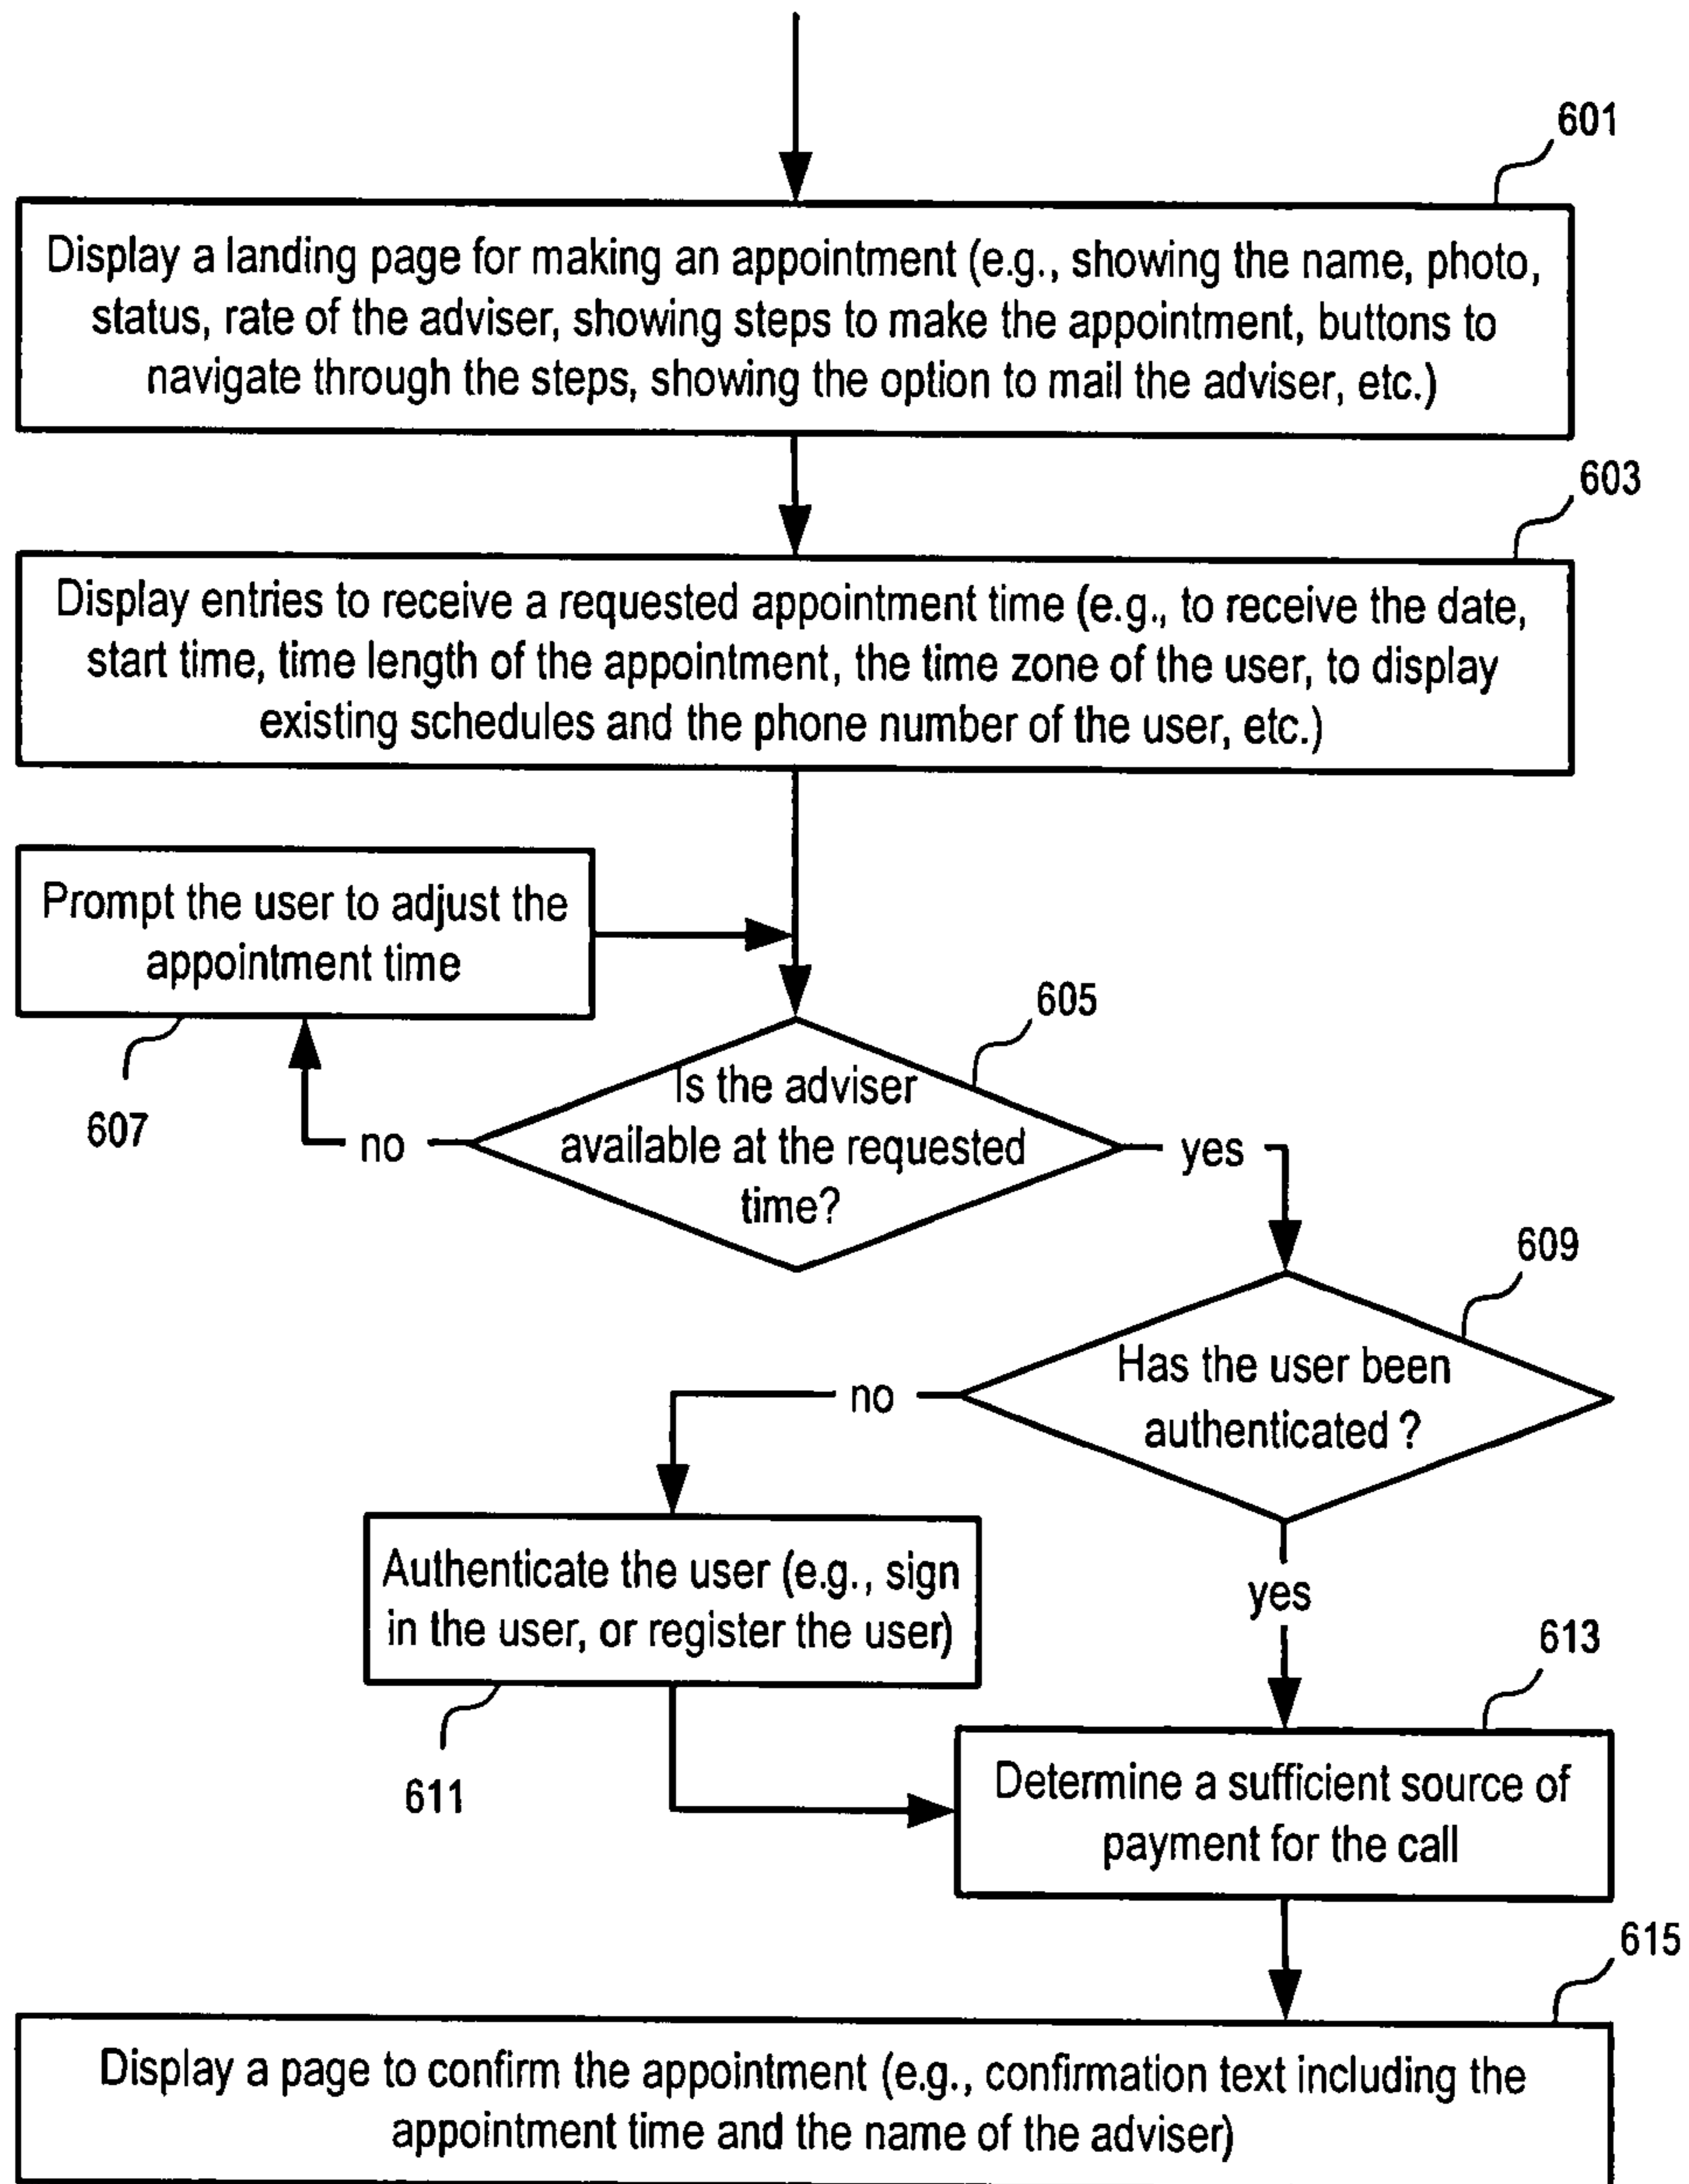 601
Display a landing page for making an appointment (e.g., showing the name, photo,
status, rate of the adviser, showing steps to make the appointment, buttons to
navigate through the steps, showing the option to mail the adviser, etc.)
603
Display entries to receive a requested appointment time (e.g., to receive the date,
start time, time length of the appointment, the time zone of the user, to display
existing schedules and the phone number of the user, etc.)
Prompt the user to adjust the
appointment time
607
605
Is the adviser
available at the requested
time?
no
yes
609
Has the user been
authenticated ?
no
yes
Authenticate the user (e.g., sign
in the user, or register the user)
611
613
Determine a sufficient source of
payment for the call
615
Display a page to confirm the appointment (e.g., confirmation text including the
appointment time and the name of the adviser)